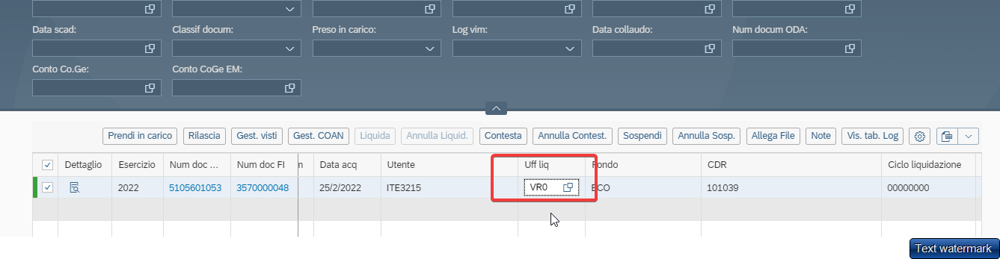 Data scad: Classif docum: Preso in carico: Log vim: Data collaudo: Num docum ODA:
Conto Co.Ge: Conto CoGe EM:
Prendi in carico Rilascia Gest. visti Gest. COAN Liquida Annulla Liquid. Contesta Annulla Contest. Sospendi Annulla Sosp. Allega File Note Vis. tab. Log
Dettaglio Esercizio Num doc ... Num doc FI Data acq Utente Uff liq Fondo CDR Ciclo liquidazione
2022 5105601053 3570000048 25/2/2022 ITE3215 VR0 ECO 101039 00000000
Text watermark